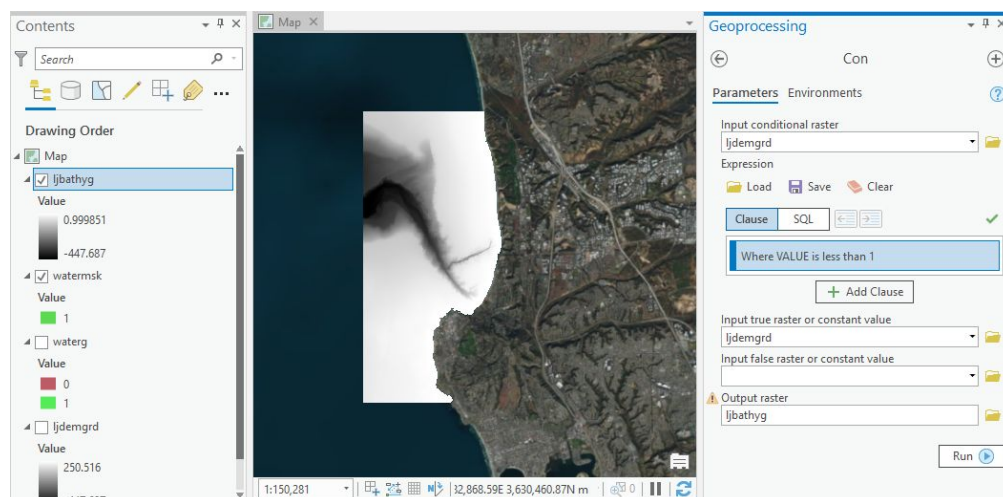 Contents
Search
Drawing Order
Map
ljbathyg
Value
0.999851
-447.687
watermsk
Value
1
waterg
Value
0
1
ljdemgrd
Value
250.516
Map
1:150,281
32,868.59E 3,630,460.87N m
0
Geoprocessing
Con
Parameters Environments
Input conditional raster
ljdemgrd
Expression
Load Save Clear
Clause SQL
Where VALUE is less than 1
Add Clause
Input true raster or constant value
ljdemgrd
Input false raster or constant value
Output raster
ljbathyg
Run